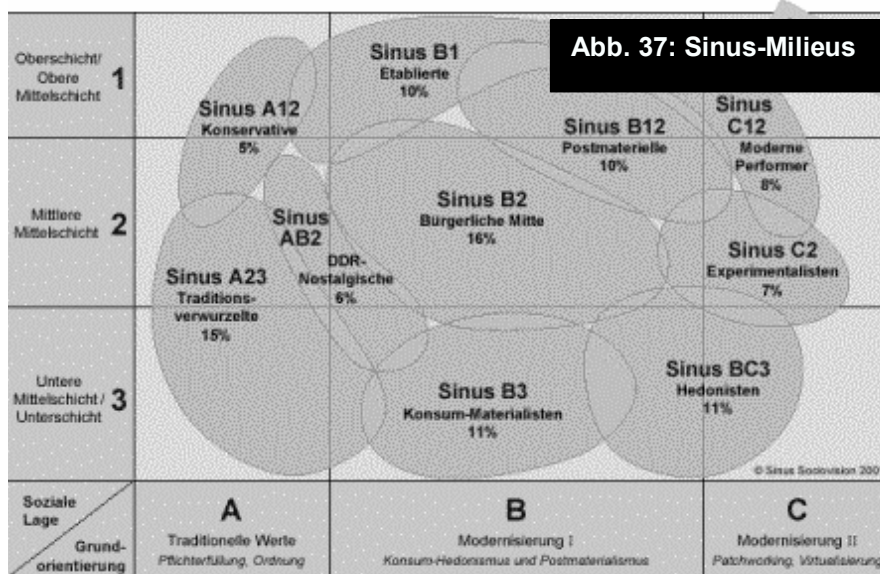 Abb. 37: Sinus-Milieus
Oberschicht/
Obere
Mittelschicht
1
Sinus B1
Etablierte
10%
Sinus A12
Konservative
5%
Sinus B12
Postmaterielle
10%
Sinus
C12
Moderne
Performer
8%
Mittlere
Mittelschicht
2
Sinus
AB2
DDR-
Nostalgische
6%
Sinus B2
Bürgerliche Mitte
16%
Sinus C2
Experimentalisten
7%
Sinus A23
Traditions-
verwurzelte
15%
Untere
Mittelschicht /
Unterschicht
3
Sinus B3
Konsum-Materialisten
11%
Sinus BC3
Hedonisten
11%
© Sinus Sociovision
Soziale
Lage
Grund-
orientierung
A
Traditionelle Werte
Pflichterfüllung, Ordnung
B
Modernisierung I
Konsum-Hedonismus und Postmaterialismus
C
Modernisierung II
Patchworking, Virtualisierung